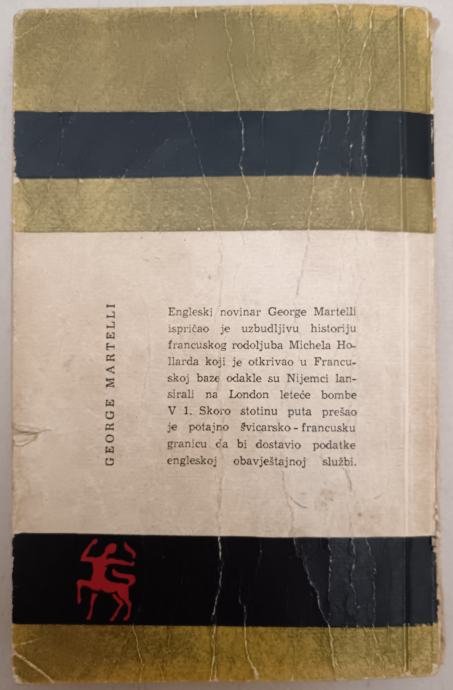 GEORGE MARTELLI
Engleski novinar George Martelli
ispričao je uzbudljivu historiju
francuskog rodoljuba Michela Ho-
llarda koji je otkrivao u Francu-
skoj baze odakle su Nijemci lan-
sirali na London leteće bombe
V 1. Skoro stotinu puta prešao
je potajno švicarsko-francusku
granicu da bi dostavio podatke
engleskoj obavještajnoj službi.